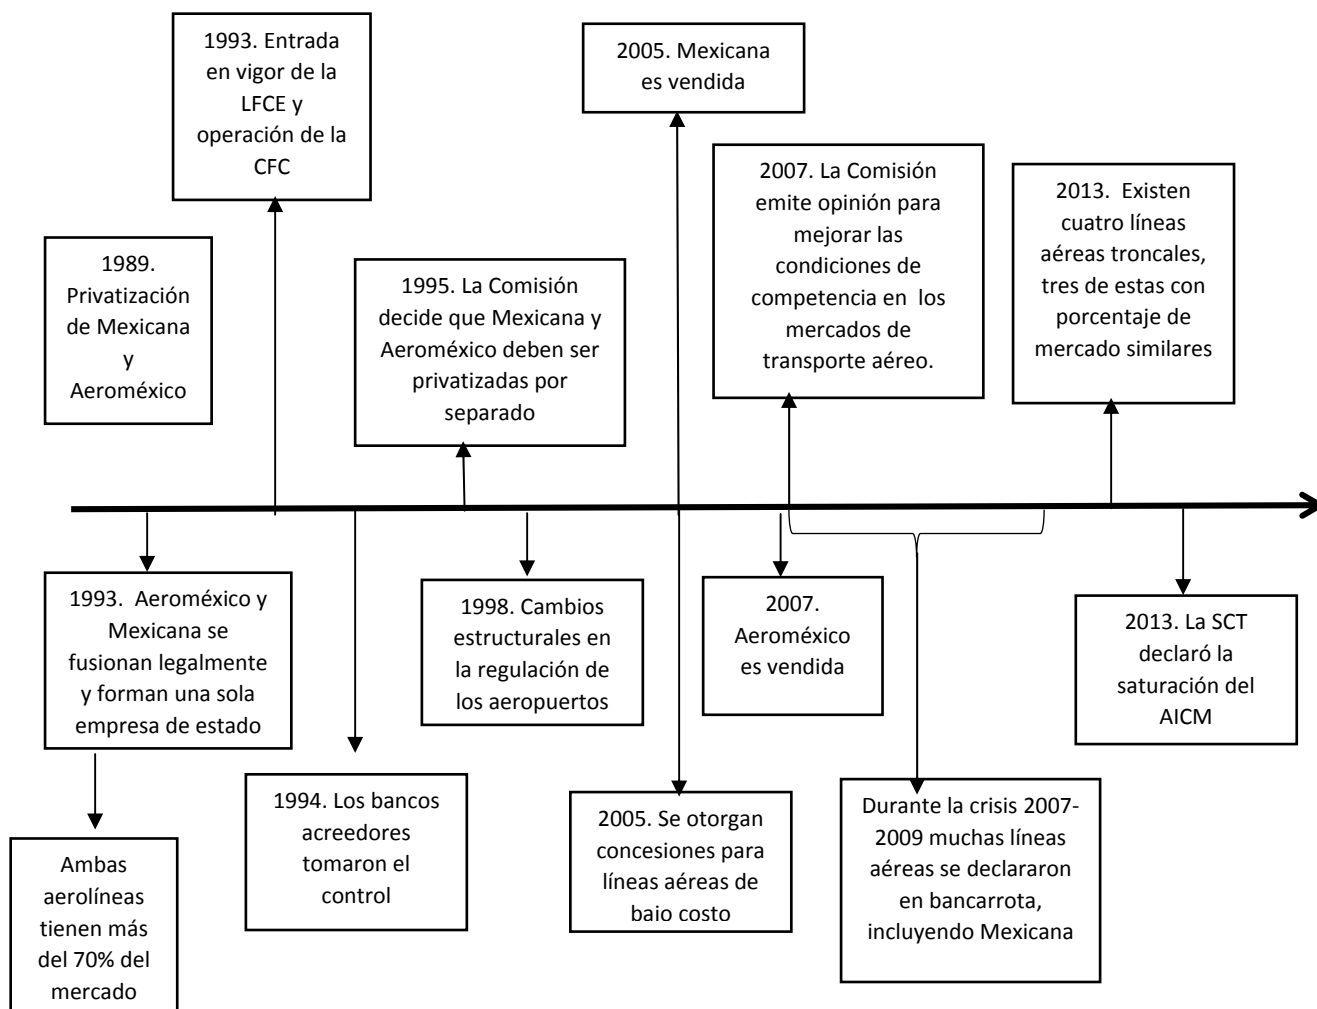 1993. Entrada
en vigor de la
LFCE y
operación de la
CFC
2005. Mexicana
es vendida
2007. La Comisión
emite opinión para
mejorar las
condiciones de
competencia en  los
mercados de
transporte aéreo.
2013.  Existen
cuatro líneas
aéreas troncales,
tres de estas con
porcentaje de
mercado similares
1989.
Privatización
de Mexicana
y
Aeroméxico
1995. La Comisión
decide que Mexicana y
Aeroméxico deben ser
privatizadas por
separado
1993.  Aeroméxico y
Mexicana se
fusionan legalmente
y forman una sola
empresa de estado
1998. Cambios
estructurales en
la regulación de
los aeropuertos
2007.
Aeroméxico
es vendida
2013. La SCT
declaró la
saturación del
AICM
Ambas
aerolíneas
tienen más
del 70% del
mercado
1994. Los bancos
acreedores
tomaron el
control
2005. Se otorgan
concesiones para
líneas aéreas de
bajo costo
Durante la crisis 2007-
2009 muchas líneas
aéreas se declararon
en bancarrota,
incluyendo Mexicana